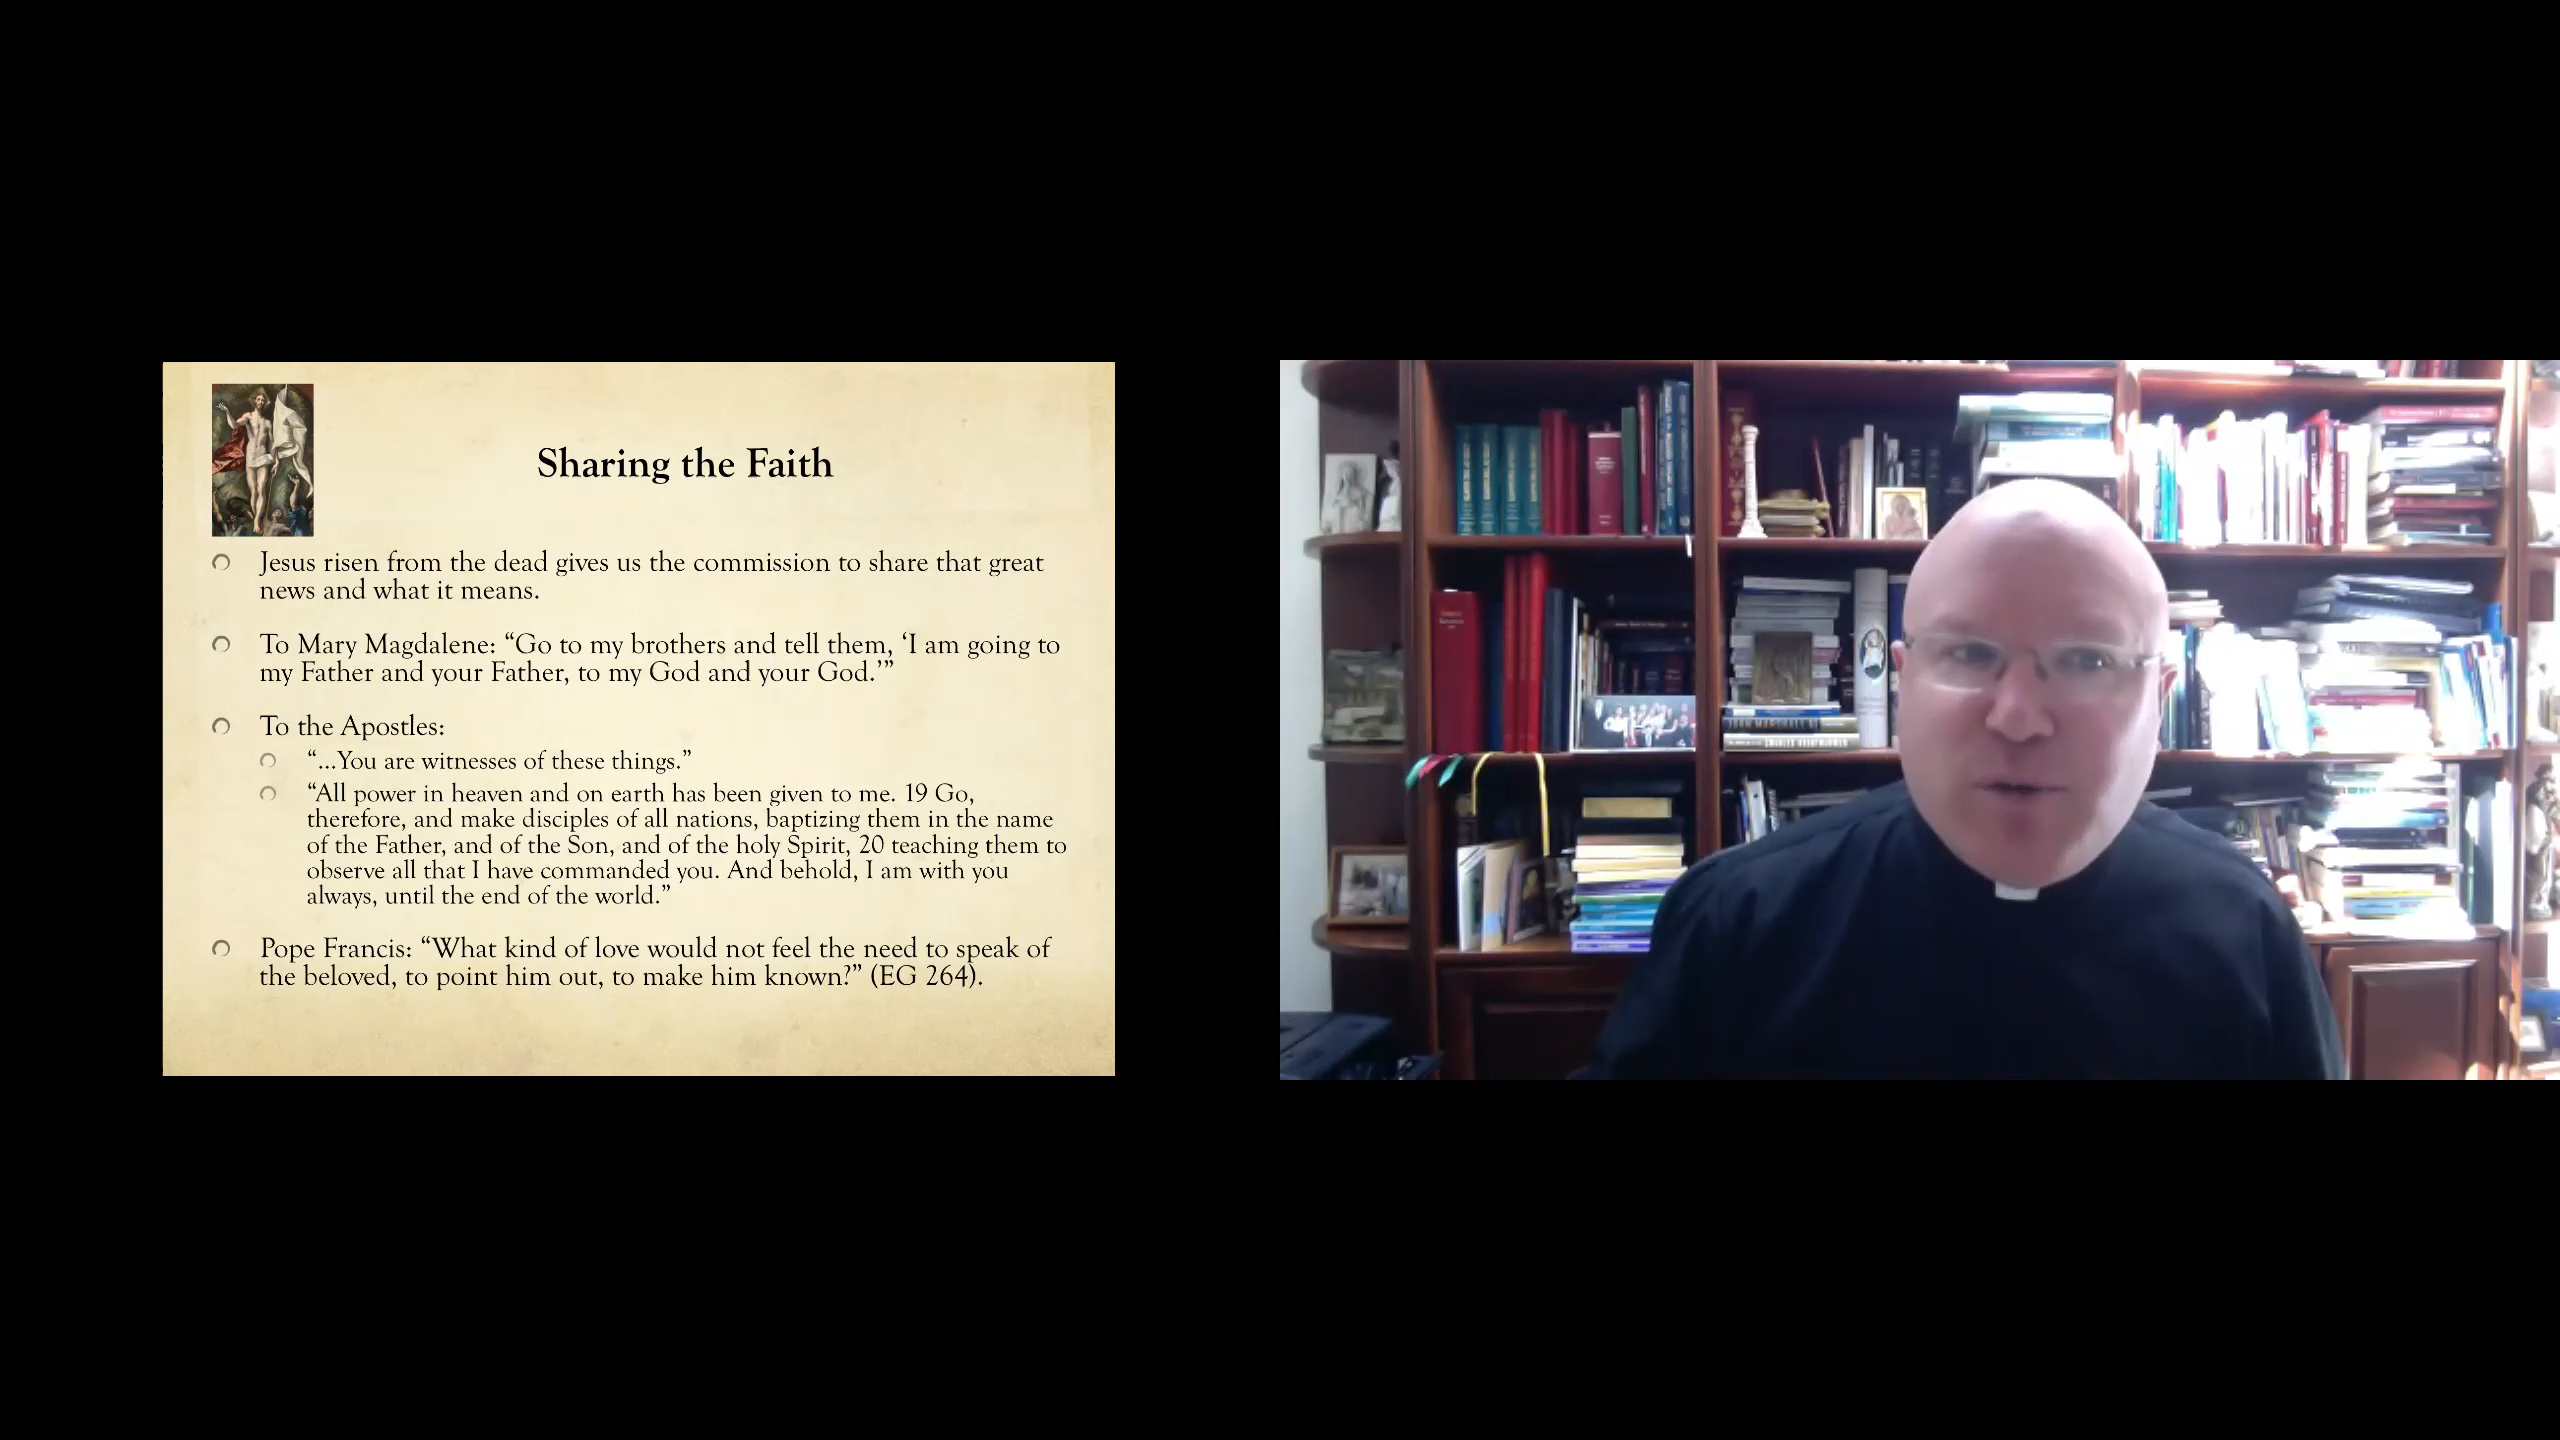 Sharing the Faith
Jesus risen from the dead gives us the commission to share that great
news and what it means.
To Mary Magdalene: “Go to my brothers and tell them, ‘I am going to
my Father and your Father, to my God and your God.’”
To the Apostles:
“...You are witnesses of these things.”
“All power in heaven and on earth has been given to me. 19 Go,
therefore, and make disciples of all nations, baptizing them in the name
of the Father, and of the Son, and of the holy Spirit, 20 teaching them to
observe all that I have commanded you. And behold, I am with you
always, until the end of the world.”
Pope Francis: “What kind of love would not feel the need to speak of
the beloved, to point him out, to make him known?” (EG 264).